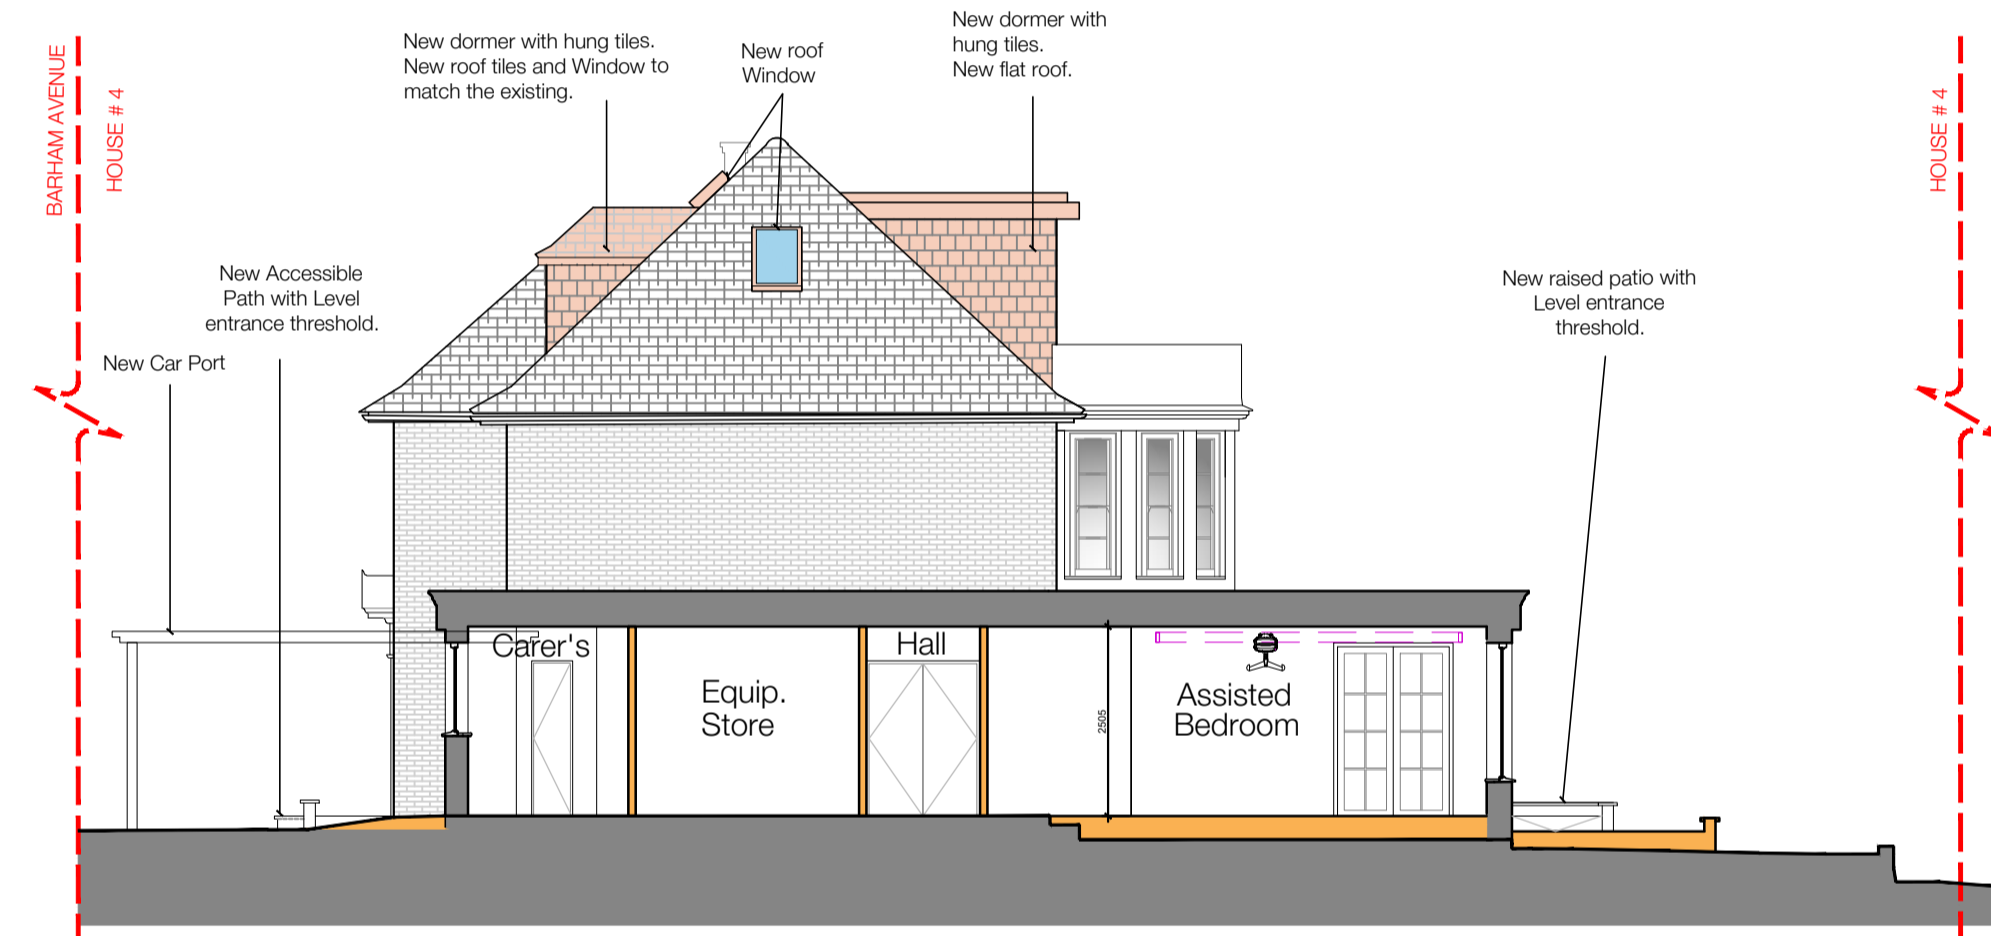 BARHAM AVENUE
HOUSE # 4
New dormer with hung tiles.
New roof tiles and Window to
match the existing.
New roof
Window
New dormer with
hung tiles.
New flat roof.
HOUSE # 4
New Accessible
Path with Level
entrance threshold.
New Car Port
New raised patio with
Level entrance
threshold.
Carer's
Equip.
Store
Hall
2505
Assisted
Bedroom